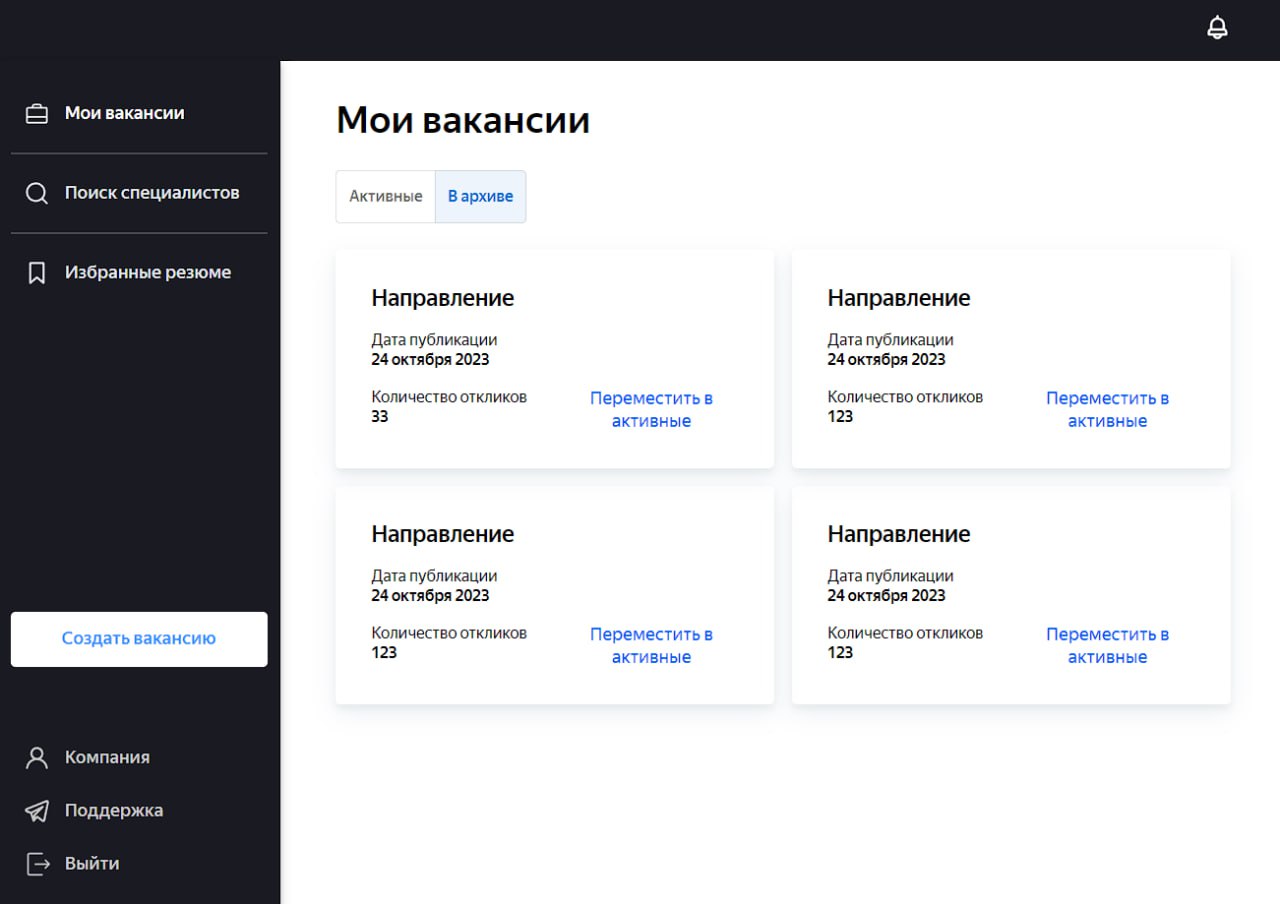 Мои вакансии
Поиск специалистов
Избранные резюме
Создать вакансию
Компания
Поддержка
Выйти
Мои вакансии
Активные
В архиве
Направление
Дата публикации
24 октября 2023
Количество откликов
33
Переместить в
активные
Направление
Дата публикации
24 октября 2023
Количество откликов
123
Переместить в
активные
Направление
Дата публикации
24 октября 2023
Количество откликов
123
Переместить в
активные
Направление
Дата публикации
24 октября 2023
Количество откликов
123
Переместить в
активные